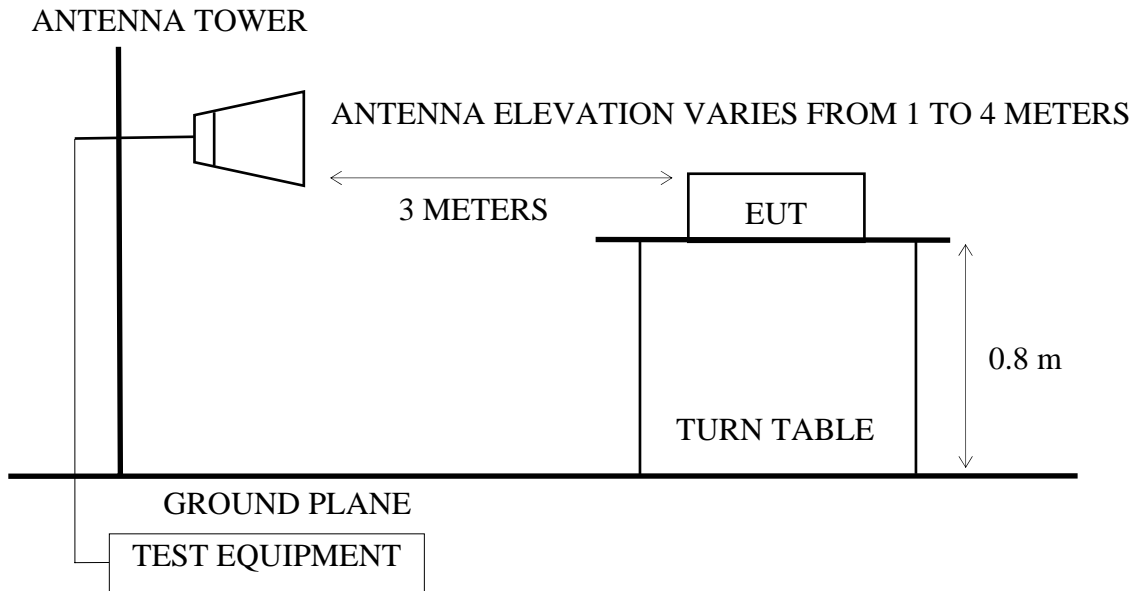 ANTENNA TOWER
ANTENNA ELEVATION VARIES FROM 1 TO 4 METERS
3 METERS
EUT
0.8 m
TURN TABLE
GROUND PLANE
TEST EQUIPMENT